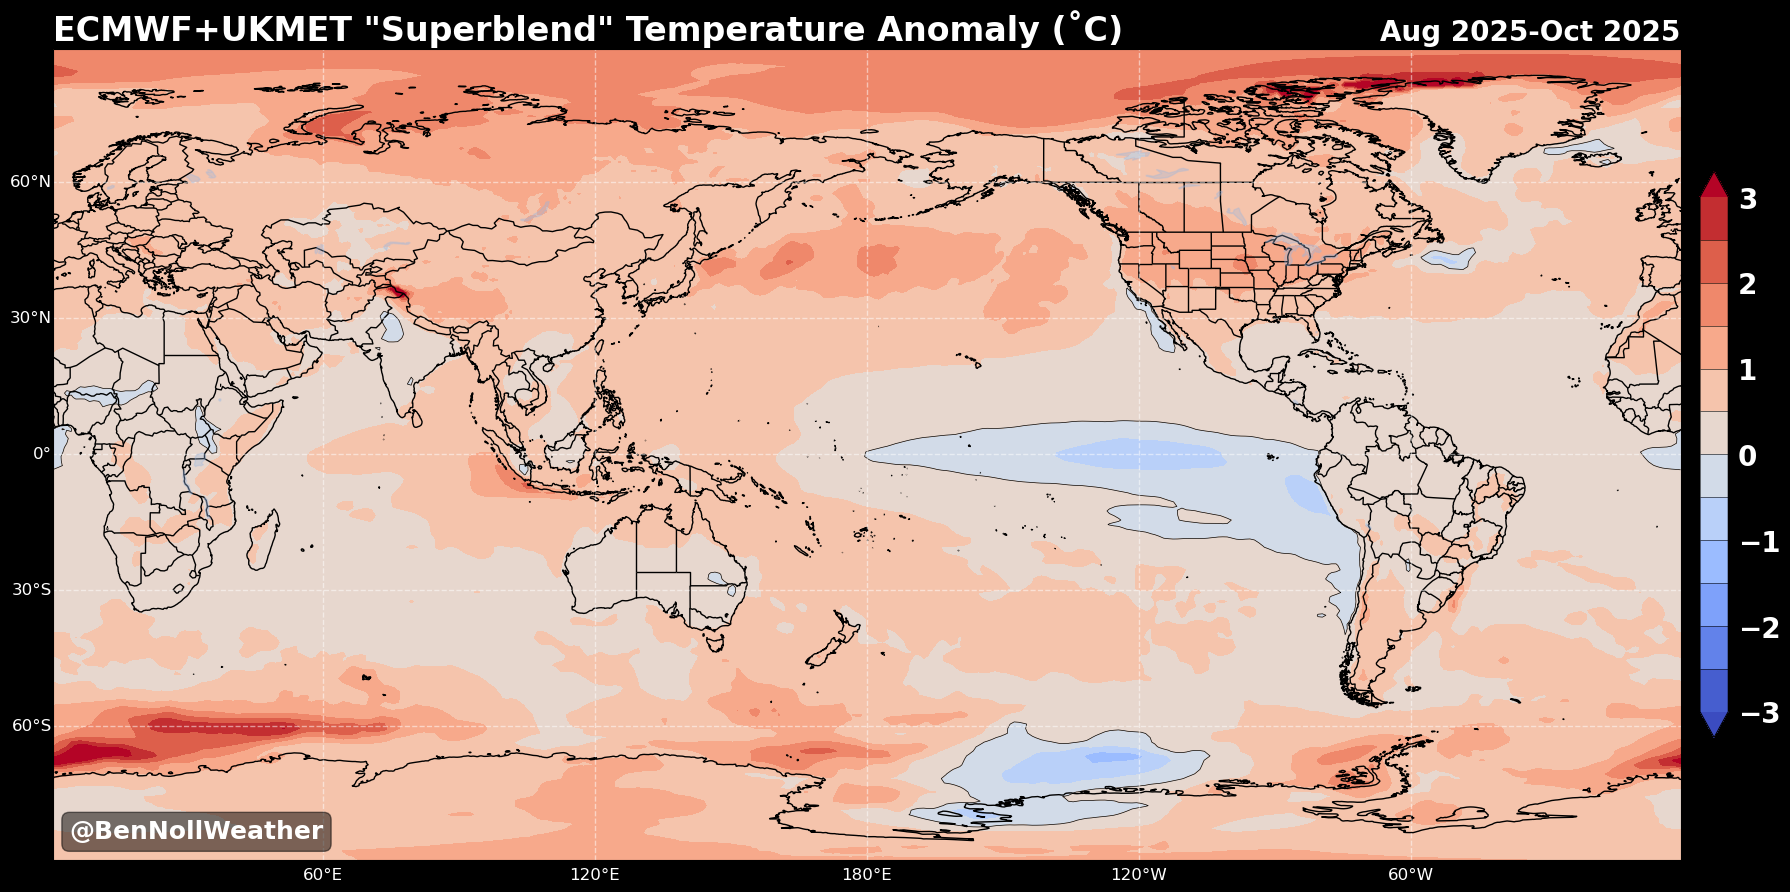 ECMWF+UKMET "Superblend" Temperature Anomaly (˚C)
Aug 2025-Oct 2025
60°N
30°N
0°
30°S
60°S
60°E
120°E
180°E
120°W
60°W
3
2
1
0
−1
−2
−3
@BenNollWeather